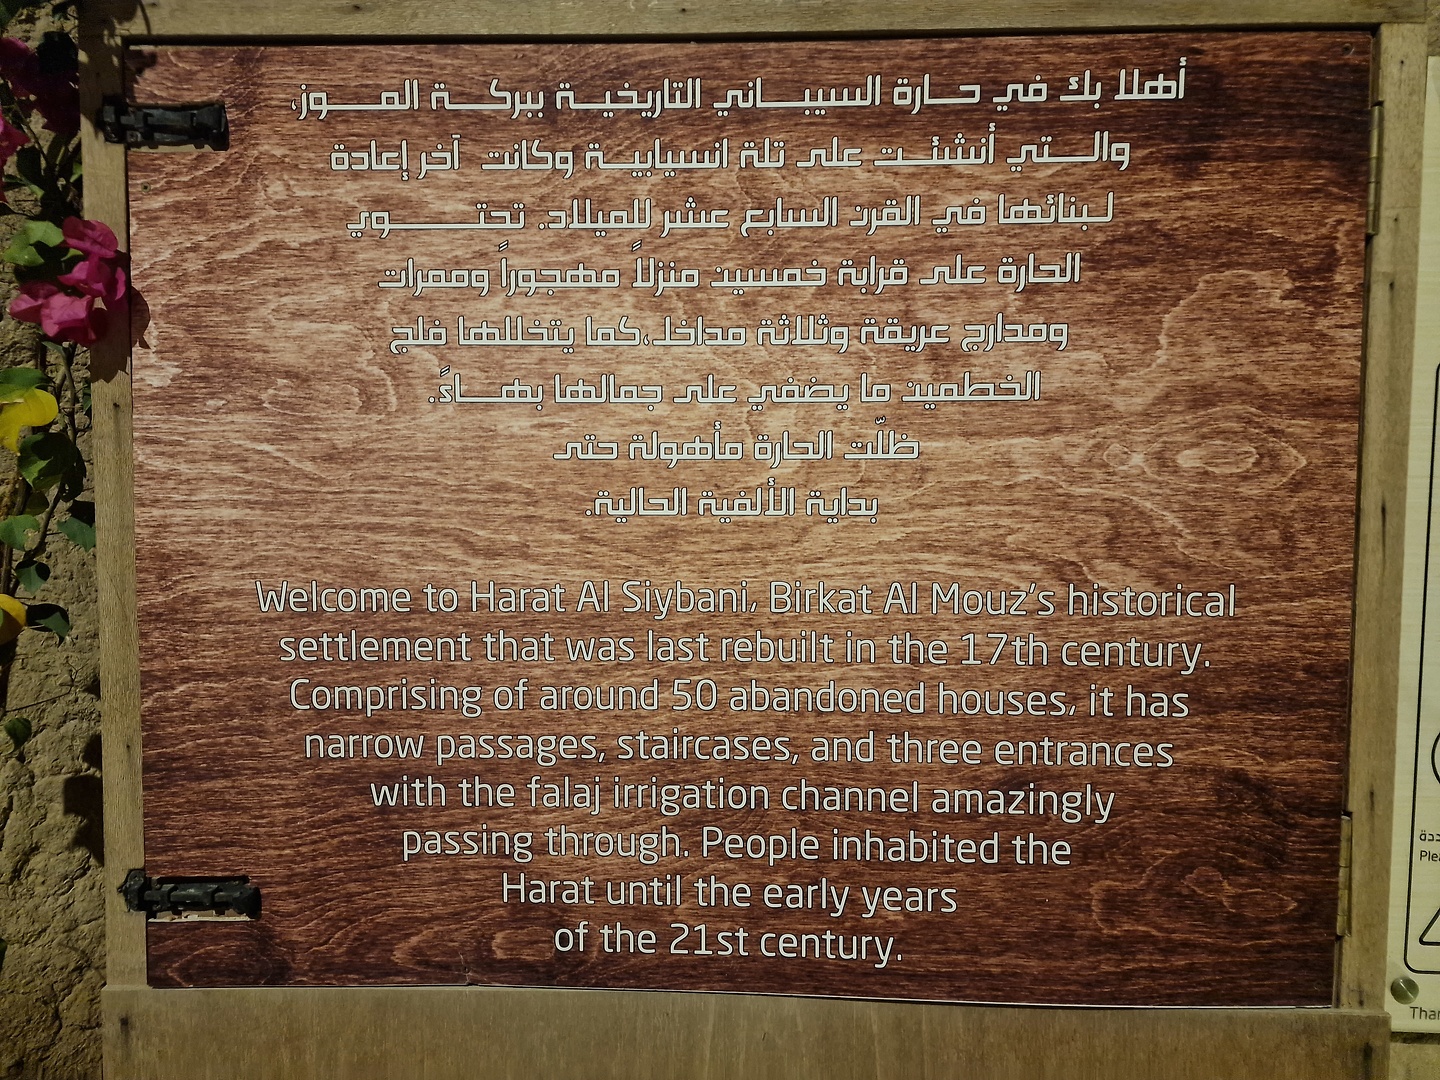 أهلا بك في حارة السيباني التاريخية ببركة الموز،
والتي أنشئت على تلة انسيابية وكانت آخر إعادة
لبنائها في القرن السابع عشر للميلاد. تحتوي
الحارة على قرابة خمسين منزلاً مهجوراً وممرات
ومدارج عريقة وثلاثة مداخل،كما يتخللها فلج
الخطمين ما يضفي على جمالها بهاءً.
ظلّت الحارة مأهولة حتى
بداية الألفية الحالية.
Welcome to Harat Al Siybani, Birkat Al Mouz's historical
settlement that was last rebuilt in the 17th century.
Comprising of around 50 abandoned houses, it has
narrow passages, staircases, and three entrances
with the falaj irrigation channel amazingly
passing through. People inhabited the
Harat until the early years
of the 21st century.